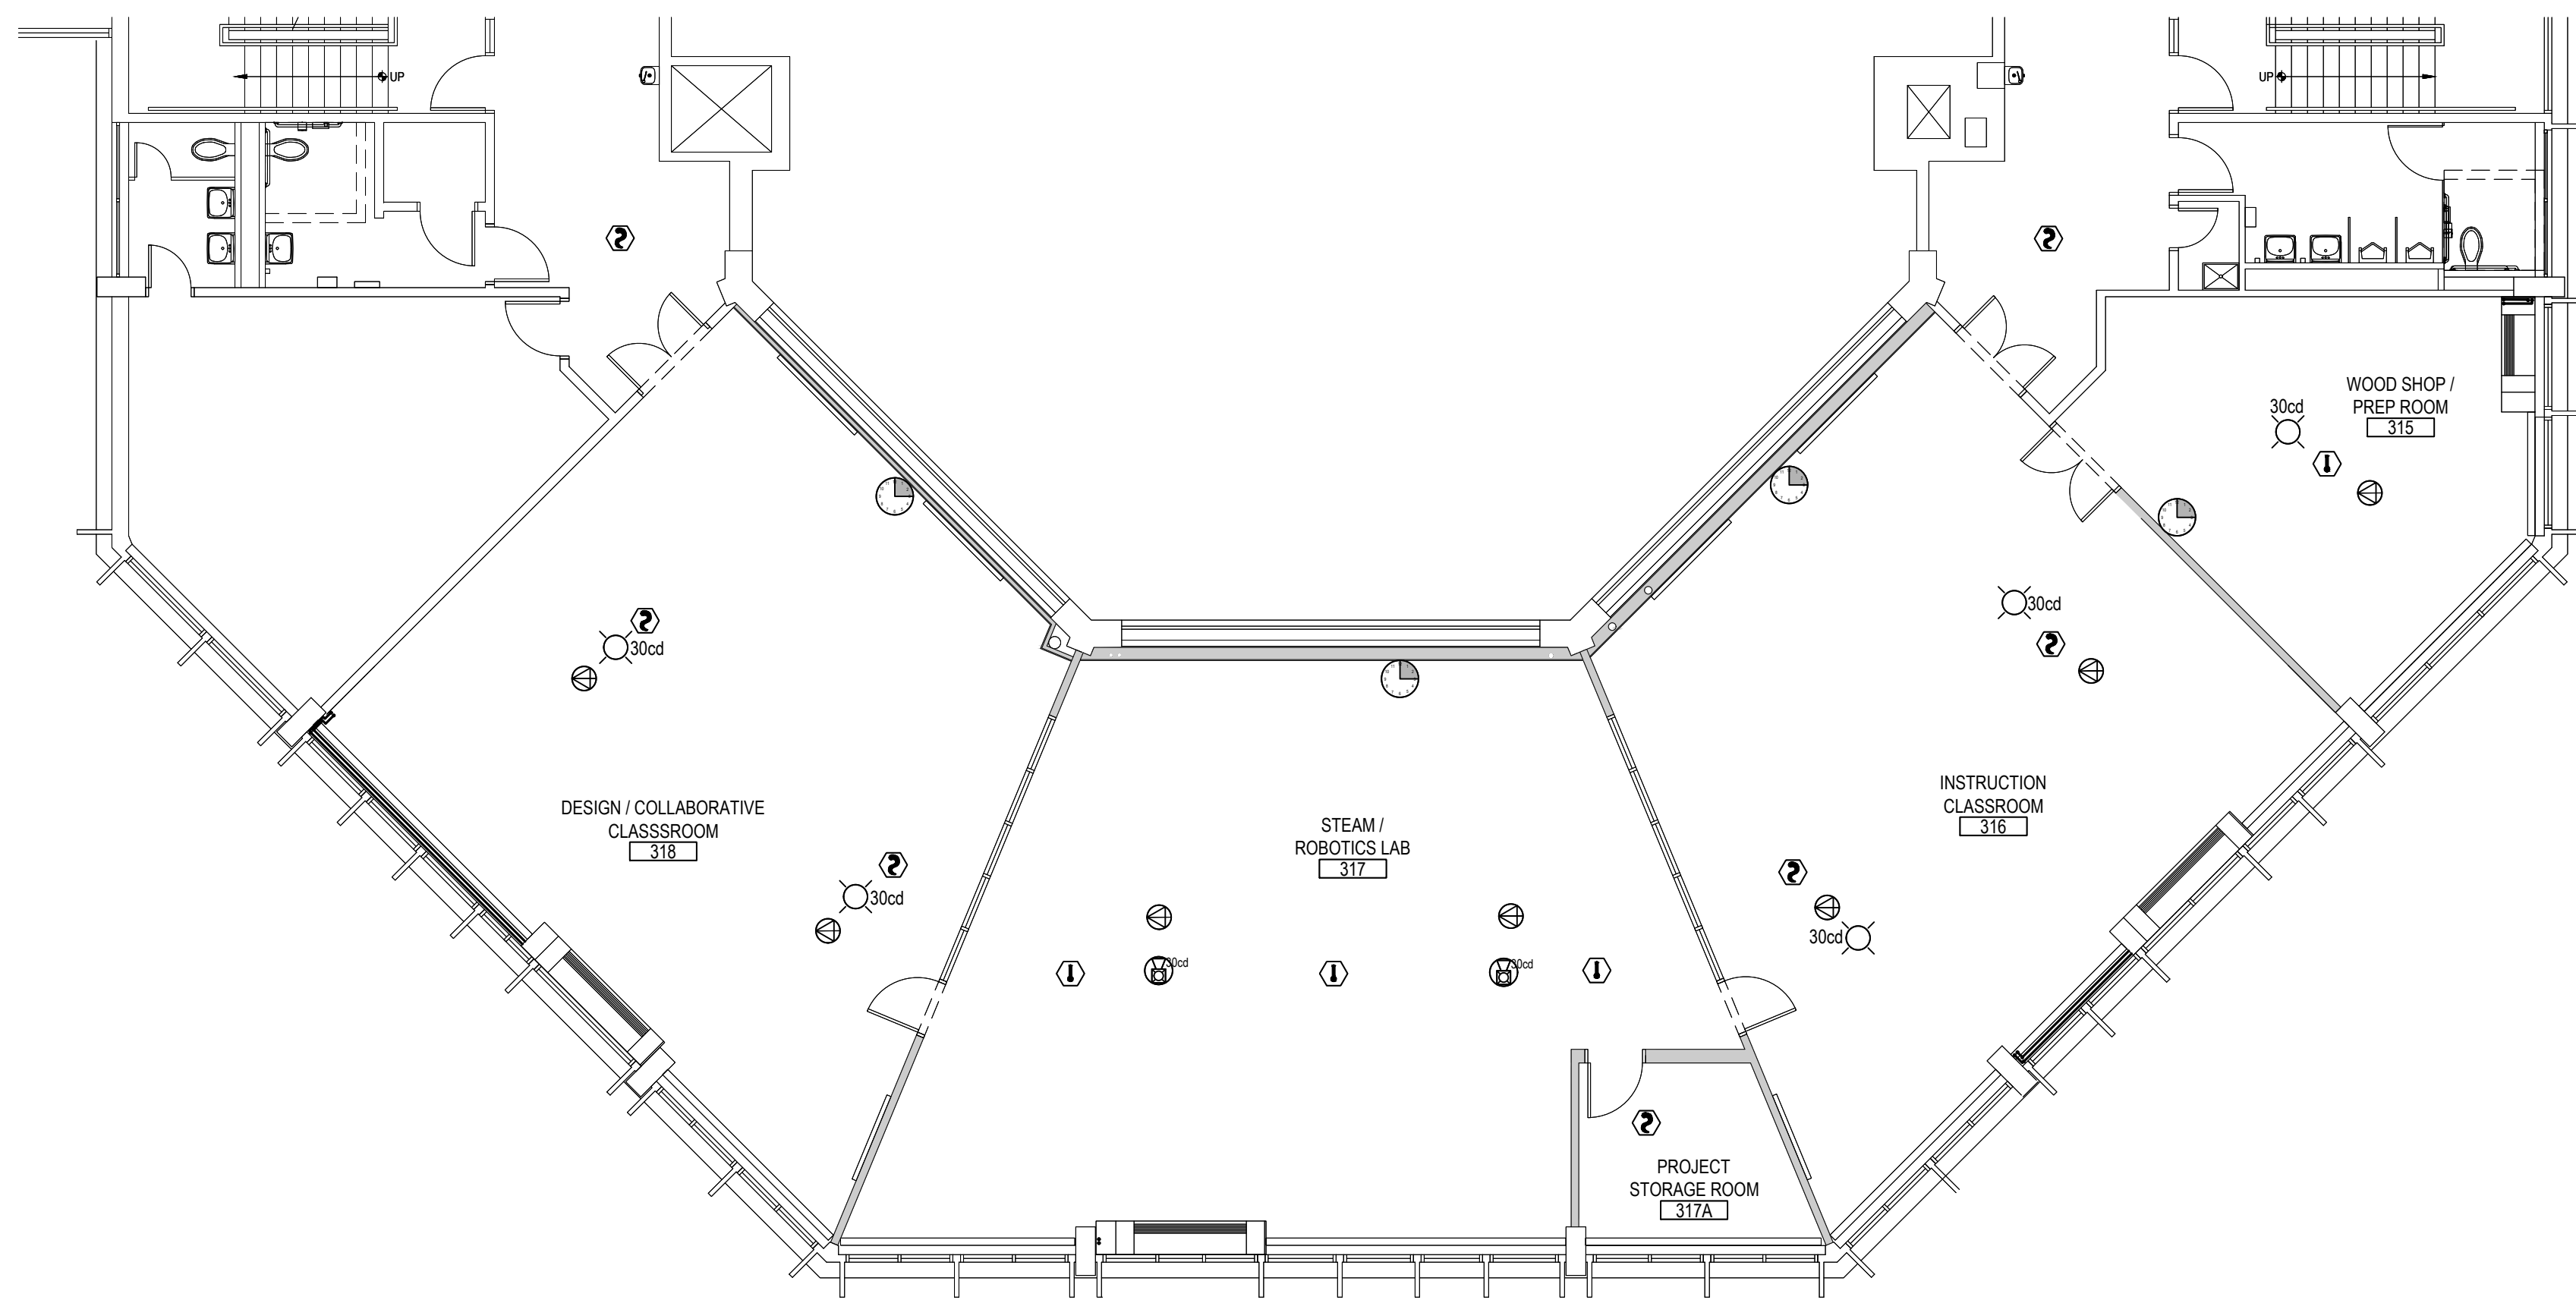 UP
UP
WOOD SHOP /
PREP ROOM
315
30cd
30cd
30cd
DESIGN / COLLABORATIVE
CLASSSROOM
318
30cd
STEAM /
ROBOTICS LAB
317
30cd
30cd
INSTRUCTION
CLASSROOM
316
30cd
PROJECT
STORAGE ROOM
317A